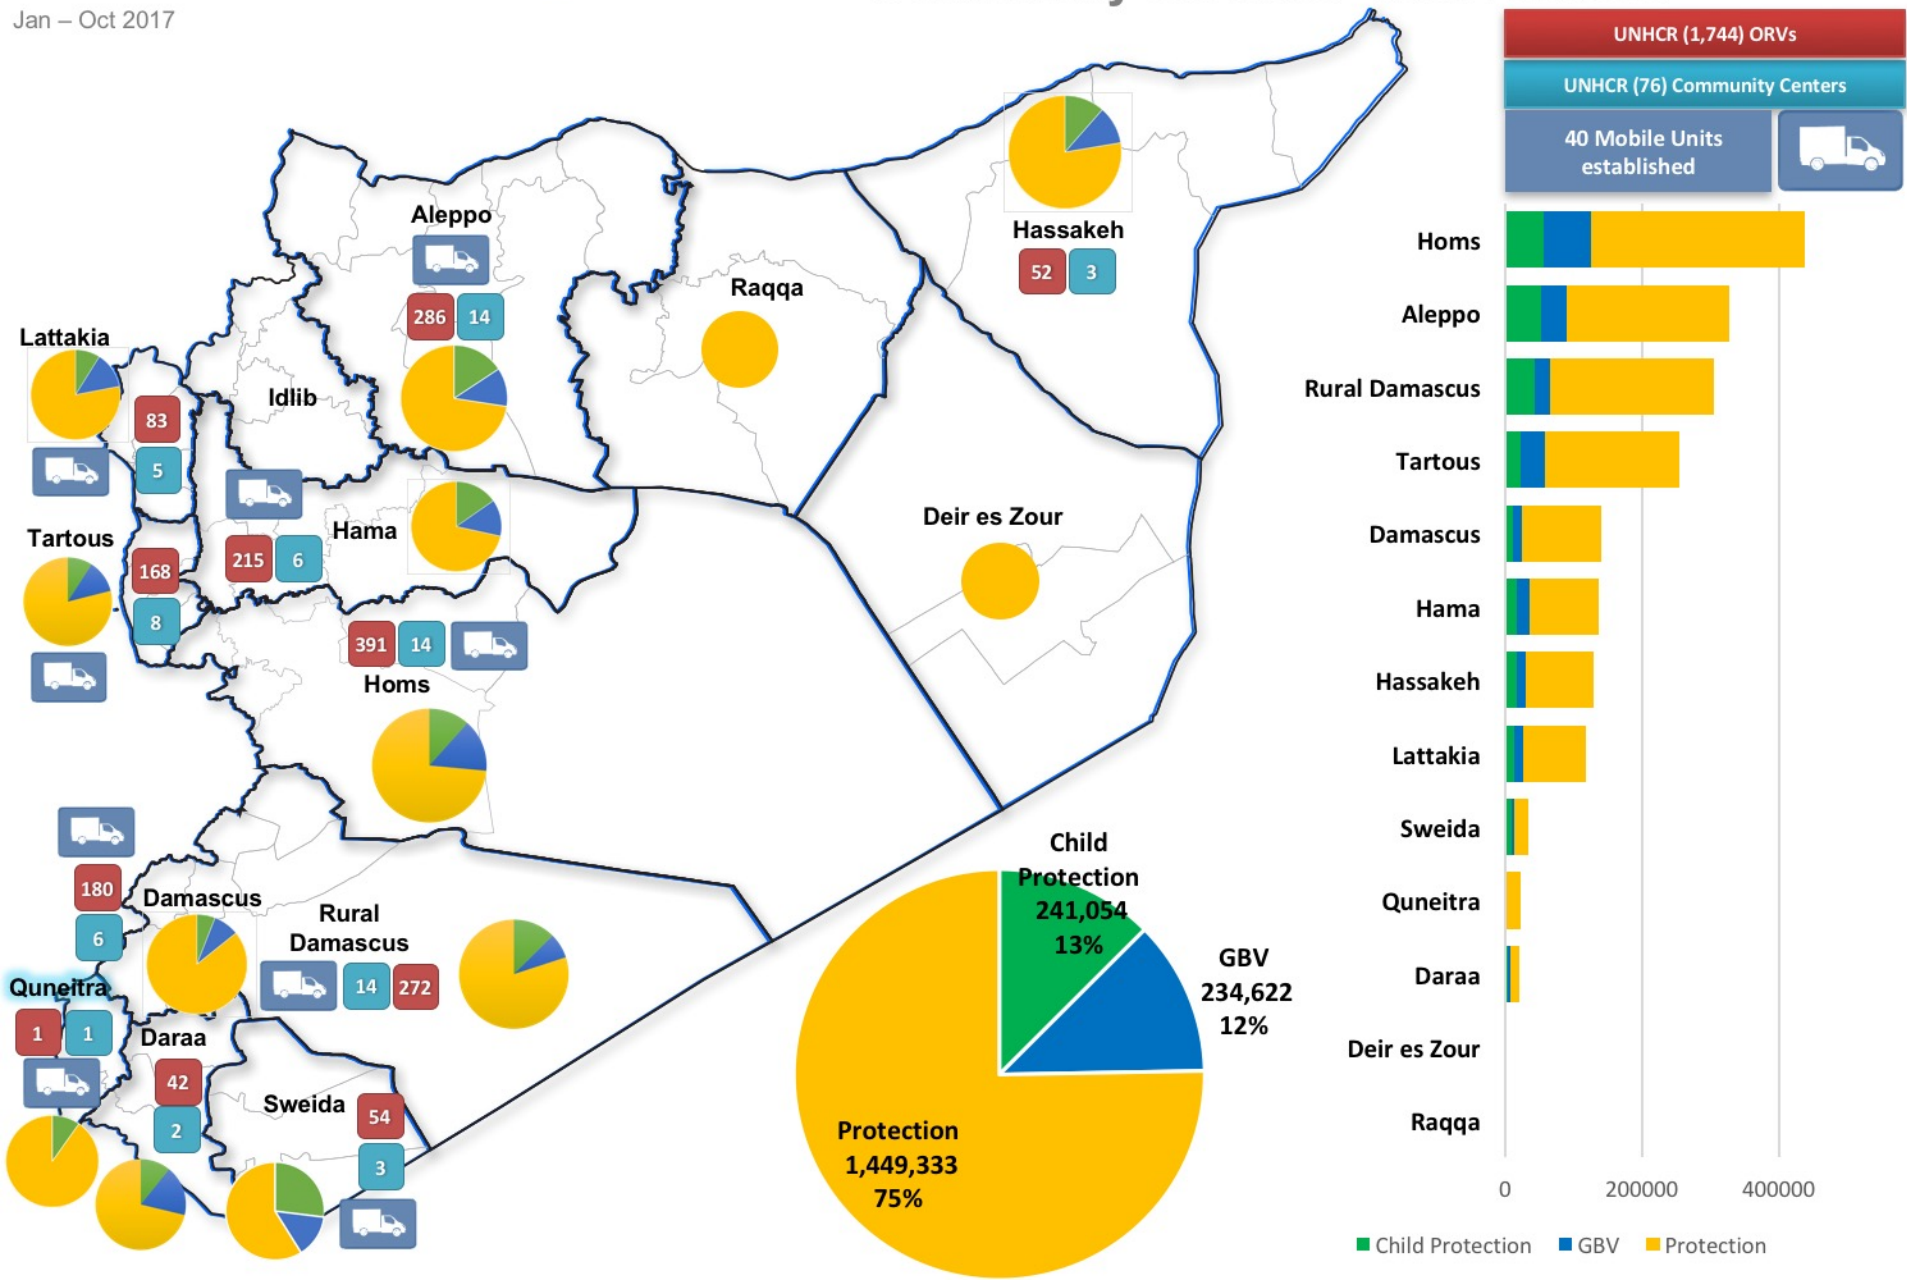 Jan – Oct 2017
UNHCR (1,744) ORVs
UNHCR (76) Community Centers
40 Mobile Units
established
Aleppo
286 14
Hassakeh
52 3
Raqqa
Lattakia
83
5
Idlib
Hama
215 6
Tartous
168
8
Deir es Zour
391 14
Homs
180
6
Damascus
Rural
Damascus
14 272
Quneitra
1 1
Daraa
42
2
Sweida
54
3
Child
Protection
241,054
13%
GBV
234,622
12%
Protection
1,449,333
75%
Homs
Aleppo
Rural Damascus
Tartous
Damascus
Hama
Hassakeh
Lattakia
Sweida
Quneitra
Daraa
Deir es Zour
Raqqa
0 200000 400000
Child Protection GBV Protection